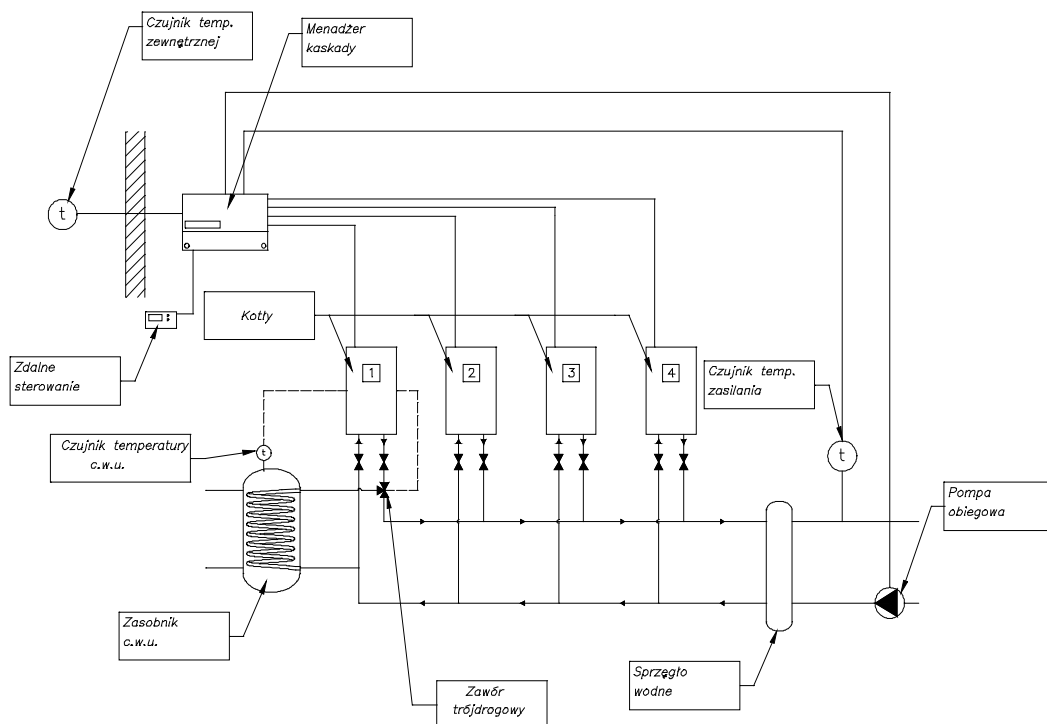 Czujnik temp.
zewnętrznej
Menadżer
kaskady
t
Kotły
Zdalne
sterowanie
1
2
3
4
Czujnik temp.
zasilania
Czujnik temperatury
c.w.u.
t
t
Pompa
obiegowa
Zasobnik
c.w.u.
Sprzęgło
wodne
Zawór
trójdrogowy